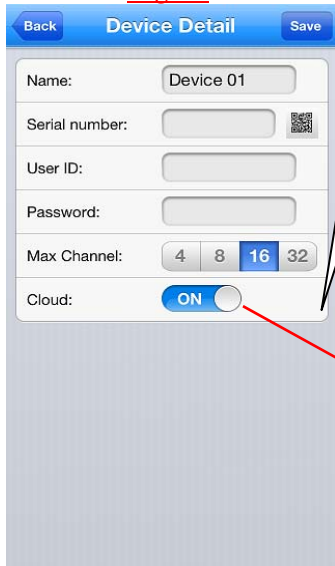 Back Device Detail Save
Name: Device 01
Serial number:
User ID:
Password:
Max Channel: 4 8 16 32
Cloud: ON